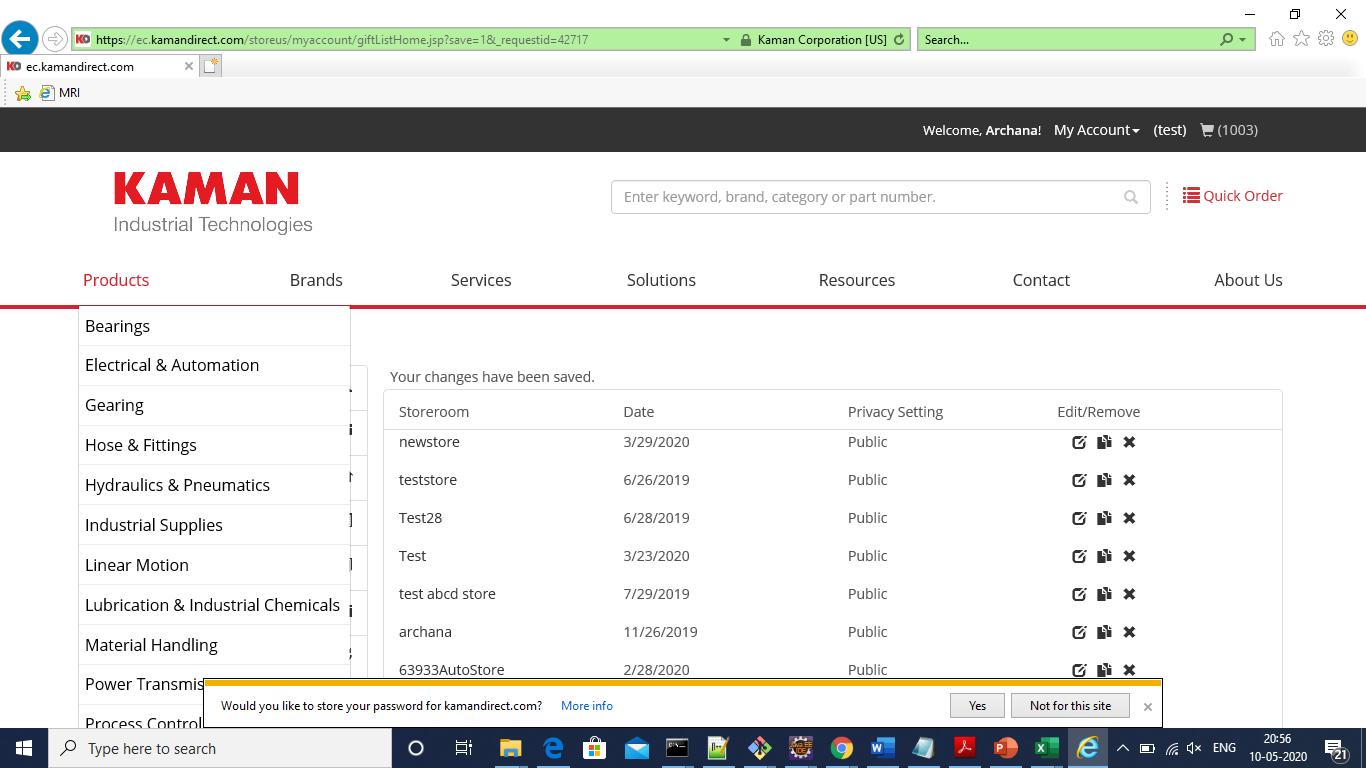 https://ec.kamandirect.com/storeus/myaccount/giftListHome.jsp?save=1&_requestid=42717
Kaman Corporation [US]
Search...
ec.kamandirect.com
MRI
Welcome, Archana!
My Account
(test)
(1003)
KAMAN
Industrial Technologies
Enter keyword, brand, category or part number.
Quick Order
Products Brands Services Solutions Resources Contact About Us
Bearings
Electrical & Automation
Gearing
Hose & Fittings
Hydraulics & Pneumatics
Industrial Supplies
Linear Motion
Lubrication & Industrial Chemicals
Material Handling
Power Transmis
Process Control
Your changes have been saved.
Storeroom Date Privacy Setting Edit/Remove
newstore 3/29/2020 Public
teststore 6/26/2019 Public
Test28 6/28/2019 Public
Test 3/23/2020 Public
test abcd store 7/29/2019 Public
archana 11/26/2019 Public
63933AutoStore 2/28/2020 Public
Would you like to store your password for kamandirect.com? More info Yes Not for this site
Type here to search
ENG
20:56
10-05-2020
21